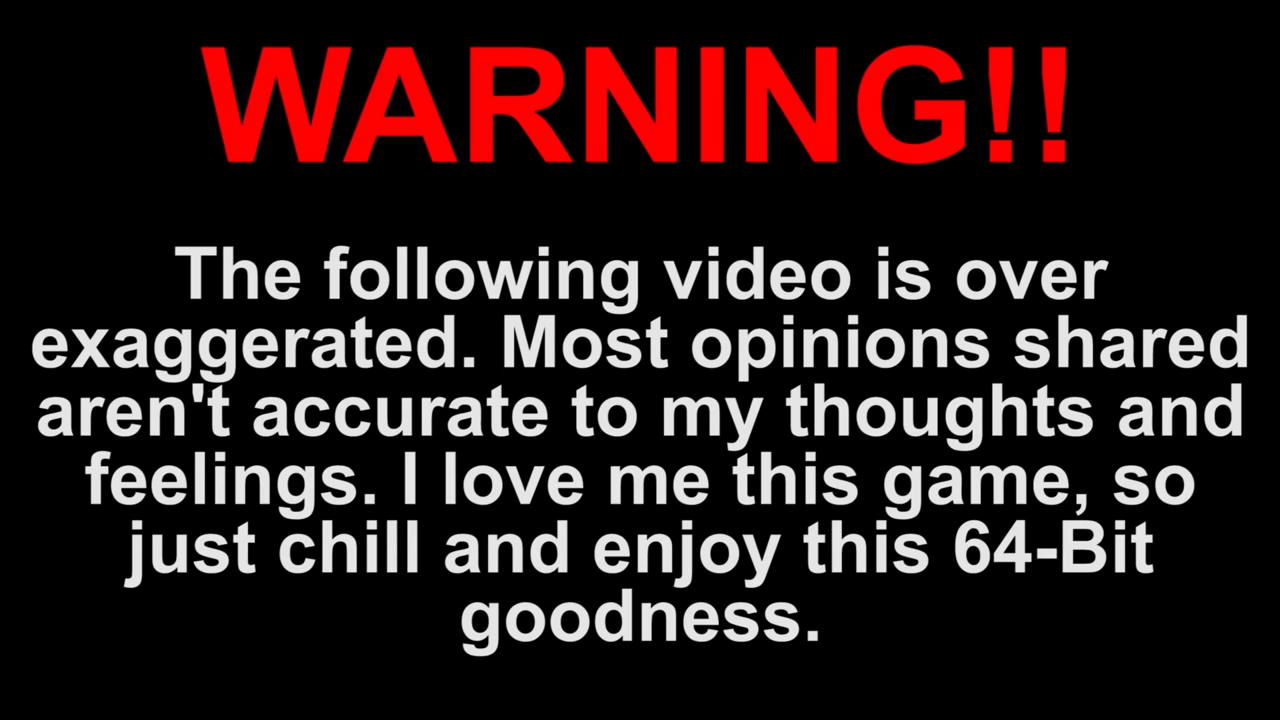 WARNING!!
The following video is over
exaggerated. Most opinions shared
aren't accurate to my thoughts and
feelings. I love me this game, so
just chill and enjoy this 64-Bit
goodness.